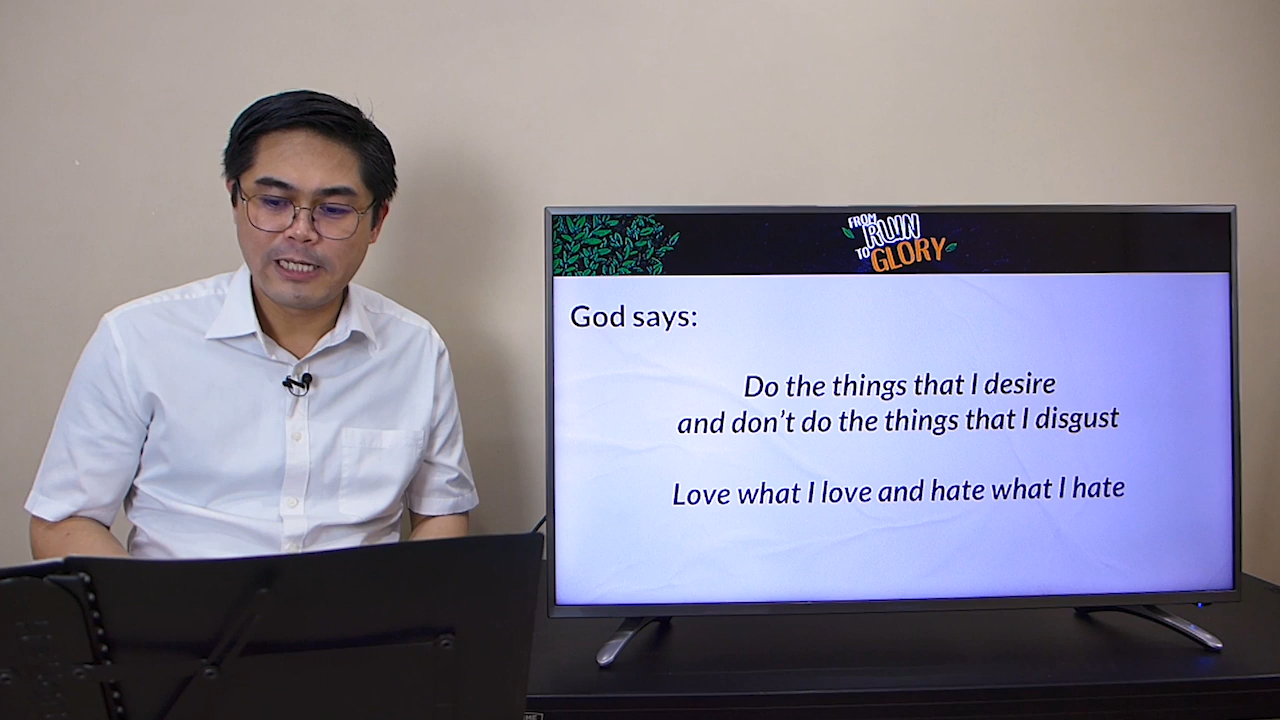 FROM
RUIN
TO GLORY
God says:
Do the things that I desire
and don't do the things that I disgust
Love what I love and hate what I hate